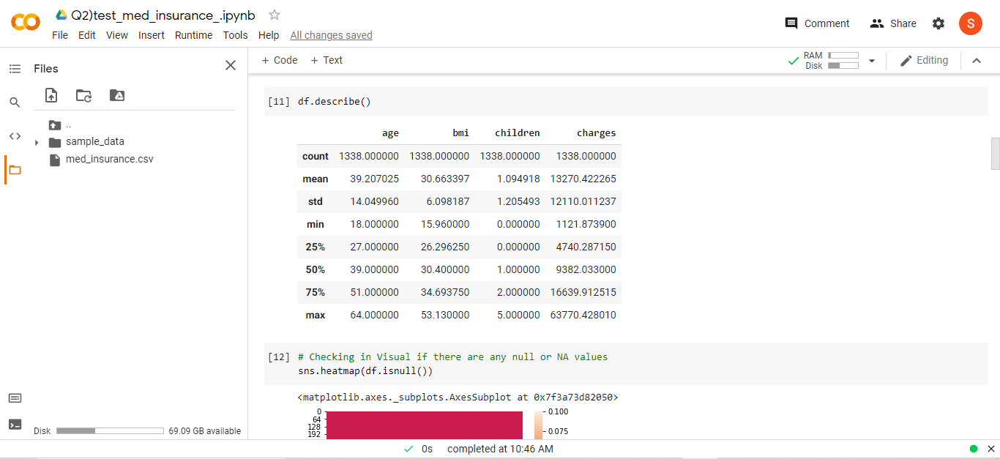 Q2)test_med_insurance_.ipynb
File Edit View Insert Runtime Tools Help All changes saved
Comment Share S
Files
..
sample_data
med_insurance.csv
Disk 69.09 GB available
+ Code + Text
RAM
Disk
Editing
[11] df.describe()
age bmi children charges
count 1338.000000 1338.000000 1338.000000 1338.000000
mean 39.207025 30.663397 1.094918 13270.422265
std 14.049960 6.098187 1.205493 12110.011237
min 18.000000 15.960000 0.000000 1121.873900
25% 27.000000 26.296250 0.000000 4740.287150
50% 39.000000 30.400000 1.000000 9382.033000
75% 51.000000 34.693750 2.000000 16639.912515
max 64.000000 53.130000 5.000000 63770.428010
[12] # Checking in Visual if there are any null or NA values
sns.heatmap(df.isnull())
<matplotlib.axes._subplots.AxesSubplot at 0x7f3a73d82050>
0
64
128
192
0.100
0.075
0s completed at 10:46 AM